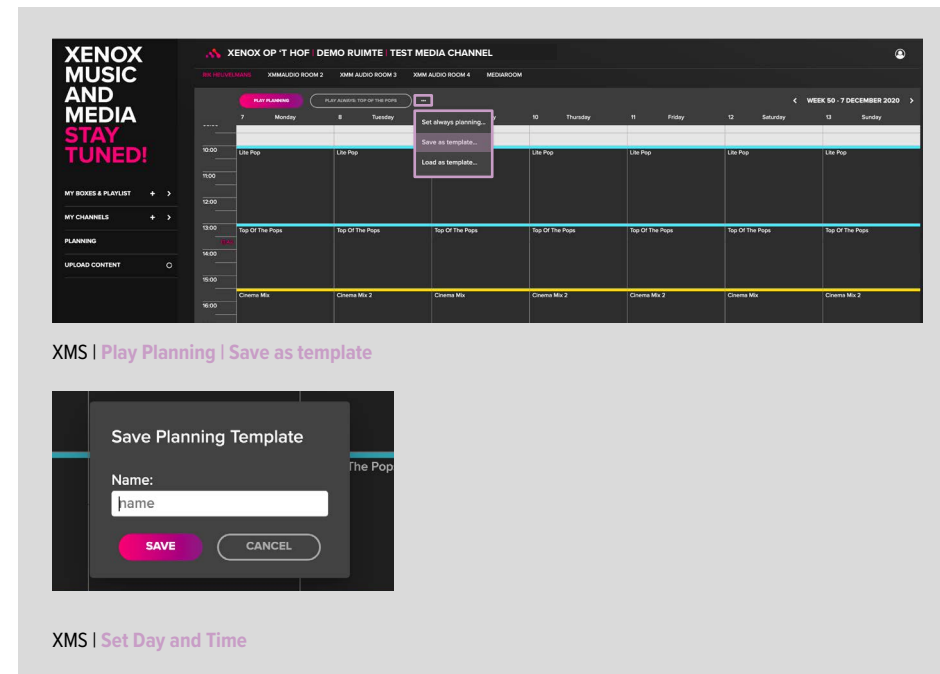 XENOX
MUSIC
AND
MEDIA
STAY
TUNED!
MY BOXES & PLAYLIST + >
MY CHANNELS + >
PLANNING
UPLOAD CONTENT
XENOX OP 'T HOF | DEMO RUIMTE | TEST MEDIA CHANNEL
RIK HEUVELMANS XMMAUDIO ROOM 2 XMM AUDIO ROOM 3 XMM AUDIO ROOM 4 MEDIAROOM
PLAY PLANNING PLAY ALWAYS: TOP OF THE POPS ... < WEEK 50 - 7 DECEMBER 2020 >
7 Monday 8 Tuesday y 10 Thursday 11 Friday 12 Saturday 13 Sunday
Set always planning...
Save as template...
Load as template...
10:00 Lite Pop Lite Pop Lite Pop Lite Pop Lite Pop Lite Pop
11:00
12:00
13:00 Top Of The Pops Top Of The Pops Top Of The Pops Top Of The Pops Top Of The Pops Top Of The Pops Top Of The Pops
14:00
15:00
Cinema Mix Cinema Mix 2 Cinema Mix Cinema Mix 2 Cinema Mix 2 Cinema Mix Cinema Mix 2
16:00
XMS | Play Planning | Save as template
Save Planning Template
The Pop
Name:
name
SAVE CANCEL
XMS | Set Day and Time